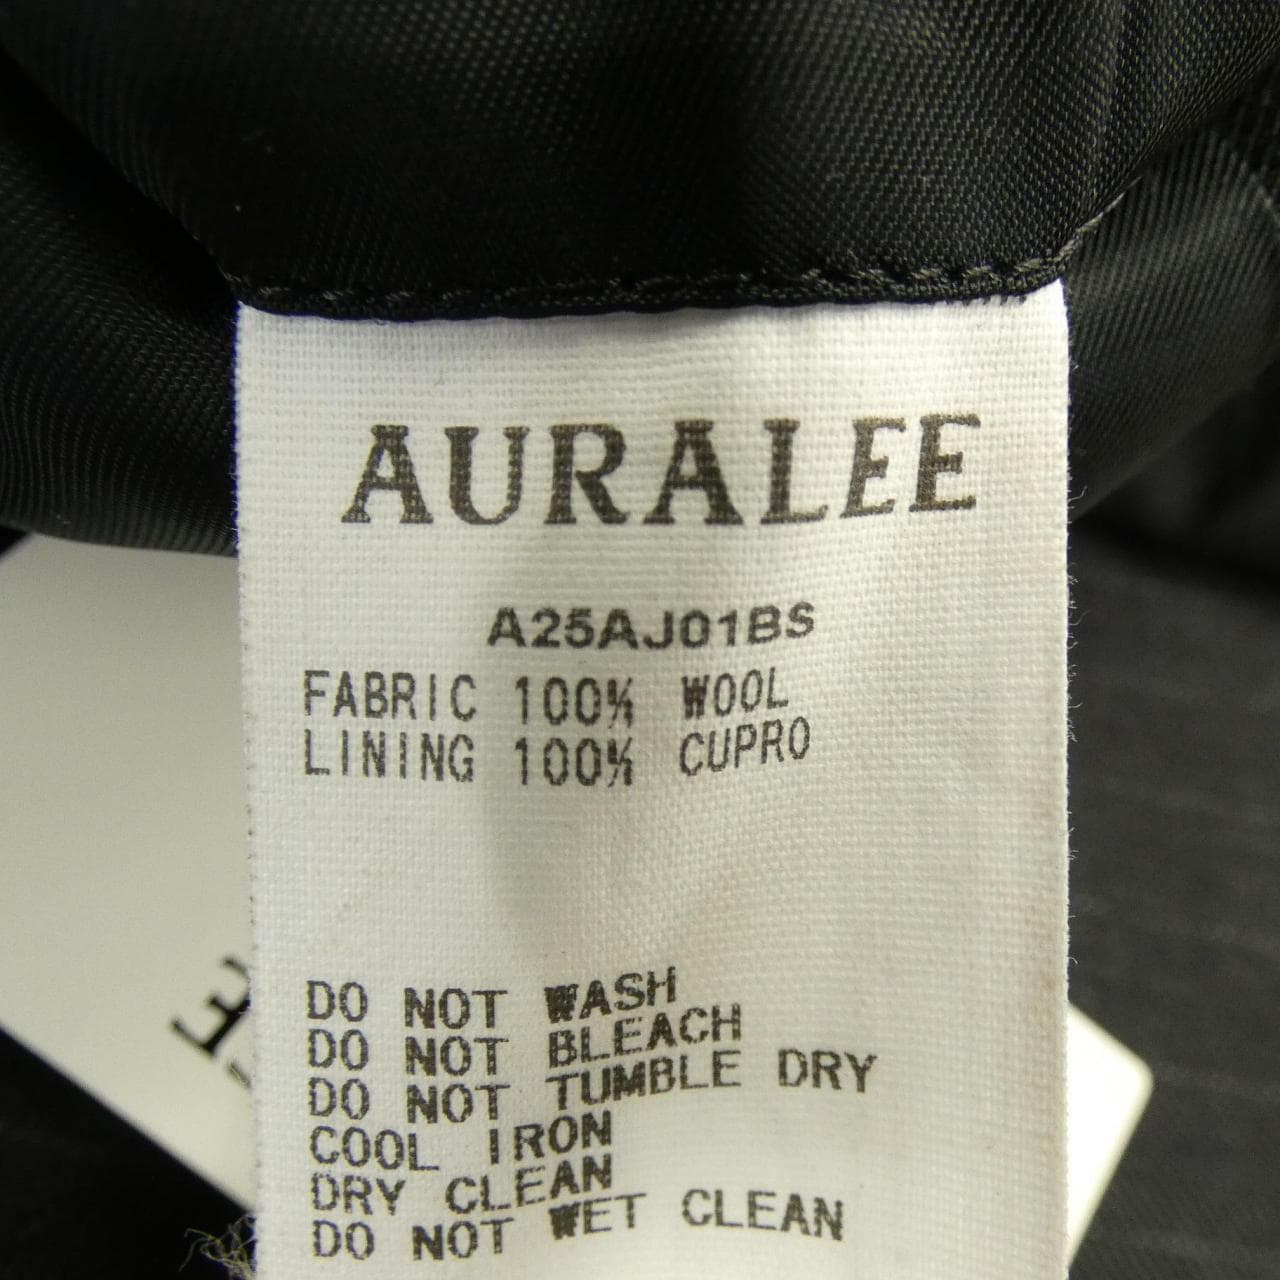 AURALEE
A25AJ01BS
FABRIC 100% WOOL
LINING 100% CUPRO
DO NOT WASH
DO NOT BLEACH
DO NOT TUMBLE DRY
COOL IRON
DRY CLEAN
DO NOT WET CLEAN